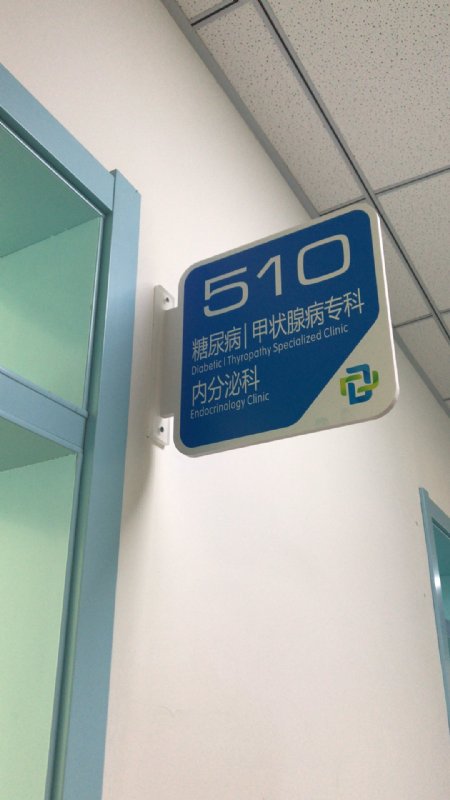 510
糖尿病|甲状腺病专科
Diabetic|Thyropathy Specialized Clinic
内分泌科
Endocrinology Clinic